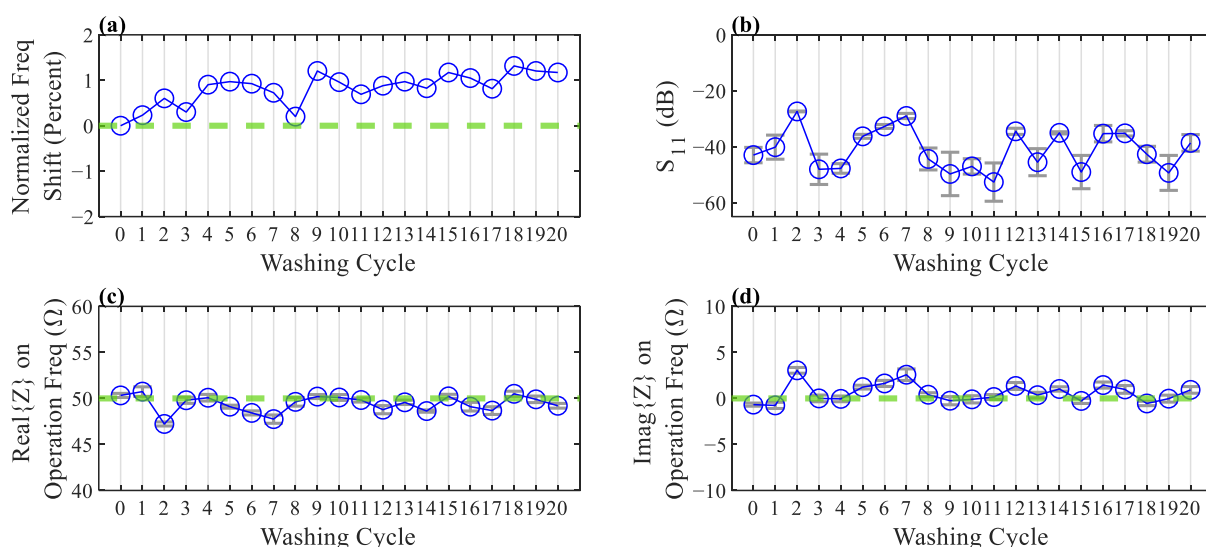 (a)
Normalized Freq
Shift (Percent)
2
1
0
−1
−2
0 1 2 3 4 5 6 7 8 9 10 11 12 13 14 15 16 17 18 19 20
Washing Cycle
(b)
S11 (dB)
0
−20
−40
−60
0 1 2 3 4 5 6 7 8 9 10 11 12 13 14 15 16 17 18 19 20
Washing Cycle
(c)
Real{Z} on
Operation Freq (Ω)
60
55
50
45
40
0 1 2 3 4 5 6 7 8 9 10 11 12 13 14 15 16 17 18 19 20
Washing Cycle
(d)
Imag{Z} on
Operation Freq (Ω)
10
5
0
−5
−10
0 1 2 3 4 5 6 7 8 9 10 11 12 13 14 15 16 17 18 19 20
Washing Cycle